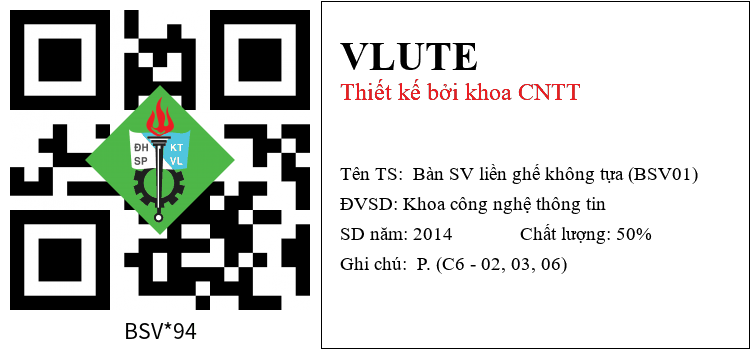 ĐH KT
SP VL
BSV*94
VLUTE
Thiết kế bởi khoa CNTT
Tên TS: Bàn SV liền ghế không tựa (BSV01)
ĐVSD: Khoa công nghệ thông tin
SD năm: 2014 Chất lượng: 50%
Ghi chú: P. (C6 - 02, 03, 06)